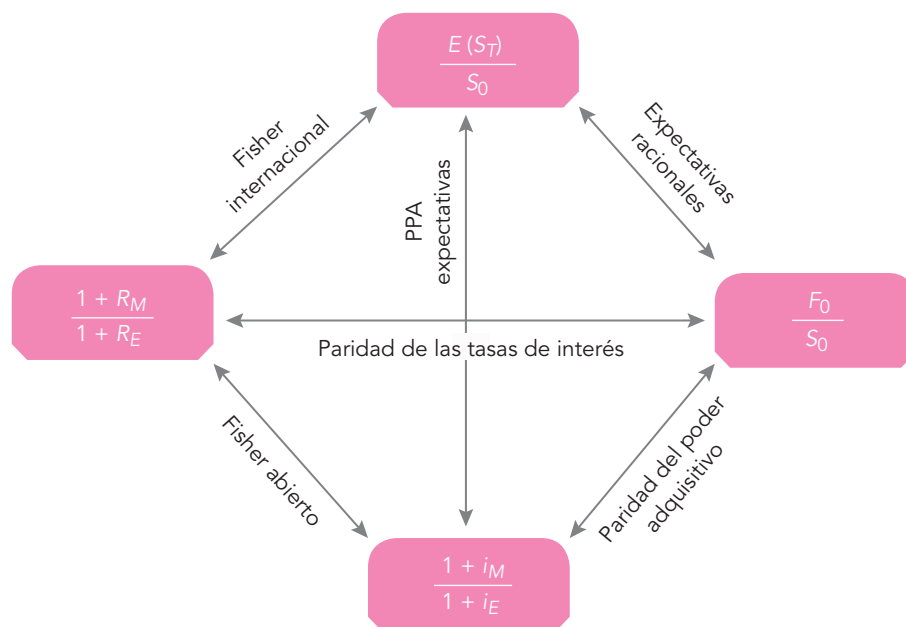 E (S_T)
S_0
Fisher
internacional
Expectativas
racionales
PPA
expectativas
1 + R_M
1 + R_E
F_0
S_0
Paridad de las tasas de interés
Fisher abierto
Paridad del poder
adquisitivo
1 + i_M
1 + i_E